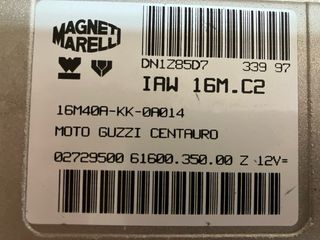 MAGNETI
MARELLI
DN1Z85D7 339 97
IAW 16M.C2
16M40A-KK-0A014
MOTO GUZZI CENTAURO
02729500 61600.350.00 Z 12V=